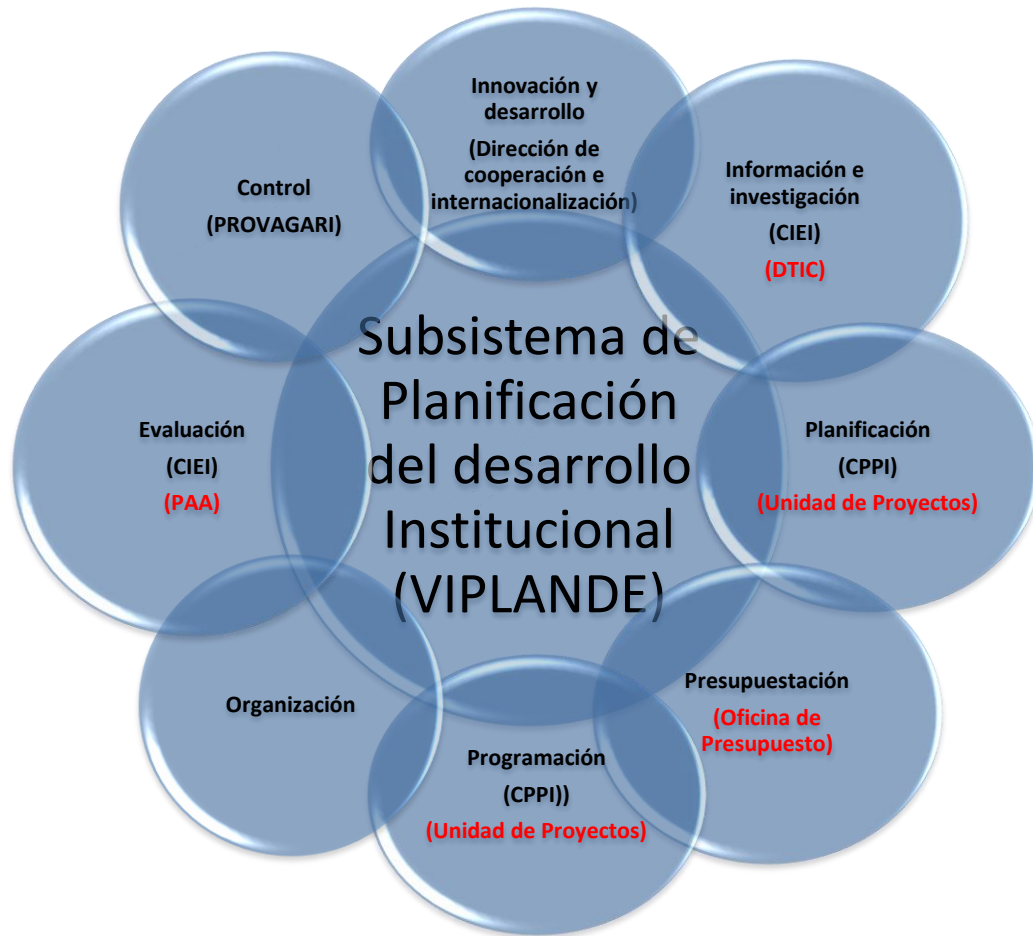 Innovación y
desarrollo
(Dirección de
cooperación e
internacionalización)
Información e
investigación
(CIEI)
(DTIC)
Planificación
(CPPI)
(Unidad de Proyectos)
Presupuestación
(Oficina de
Presupuesto)
Programación
(CPPI))
(Unidad de Proyectos)
Organización
Evaluación
(CIEI)
(PAA)
Control
(PROVAGARI)
Subsistema de
Planificación
del desarrollo
Institucional
(VIPLANDE)